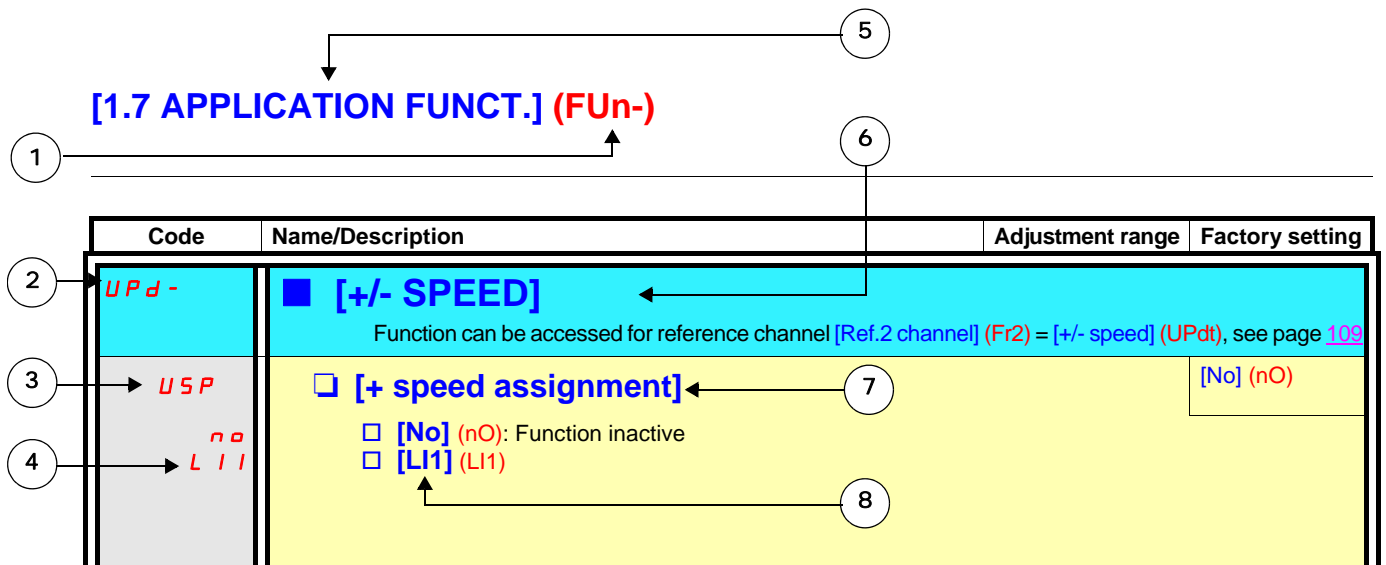 5
[1.7 APPLICATION FUNCT.] (FUn-)
1
6
Code Name/Description Adjustment range Factory setting
2
UPd- [+/- SPEED]
Function can be accessed for reference channel [Ref.2 channel] (Fr2) = [+/- speed] (UPdt), see page 109
3 USP [+ speed assignment] 7 [No] (nO)
no [No] (nO): Function inactive
4 LI1 [LI1] (LI1)
8